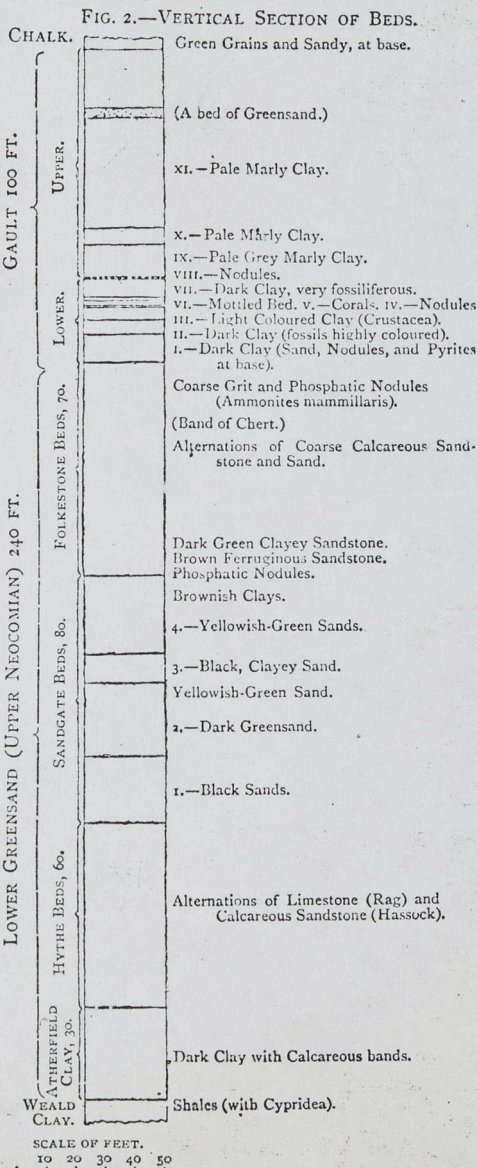 FIG. 2.—VERTICAL SECTION OF BEDS.
CHALK.
Green Grains and Sandy, at base.
GAULT 100 FT.
UPPER.
(A bed of Greensand.)
XI.—Pale Marly Clay.
X.—Pale Marly Clay.
LOWER.
IX.—Pale Grey Marly Clay.
VIII.—Nodules.
VII.—Dark Clay, very fossiliferous.
VI.—Mottled Bed. V.—Corals. IV.—Nodules
III.—Light Coloured Clay (Crustacea).
II.—Dark Clay (fossils highly coloured).
I.—Dark Clay (Sand, Nodules, and Pyrites
at base).
LOWER GREENSAND (UPPER NEOCOMIAN) 240 FT.
FOLKESTONE BEDS, 70.
Coarse Grit and Phosphatic Nodules
(Ammonites mammillaris).
(Band of Chert.)
Alternations of Coarse Calcareous Sand-
stone and Sand.
Dark Green Clayey Sandstone.
Brown Ferruginous Sandstone.
Phosphatic Nodules.
SANDGATE BEDS, 80.
Brownish Clays.
4.—Yellowish-Green Sands.
3.—Black, Clayey Sand.
Yellowish-Green Sand.
2.—Dark Greensand.
1.—Black Sands.
HYTHE BEDS, 60.
Alternations of Limestone (Rag) and
Calcareous Sandstone (Hassock).
ATHERFIELD
CLAY, 30.
Dark Clay with Calcareous bands.
WEALD
CLAY.
Shales (with Cypridea).
SCALE OF FEET.
10 20 30 40 50